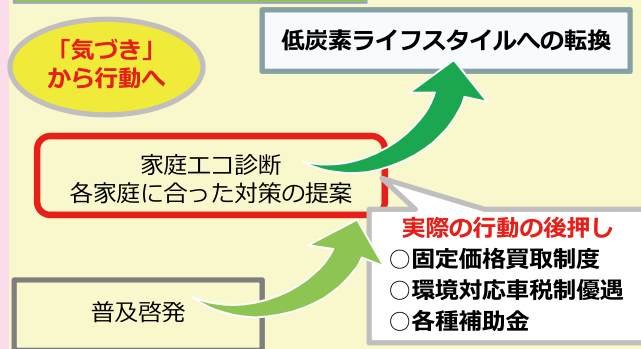 「気づき」
から行動へ
低炭素ライフスタイルへの転換
家庭エコ診断
各家庭に合った対策の提案
実際の行動の後押し
○固定価格買取制度
○環境対応車税制優遇
○各種補助金
普及啓発